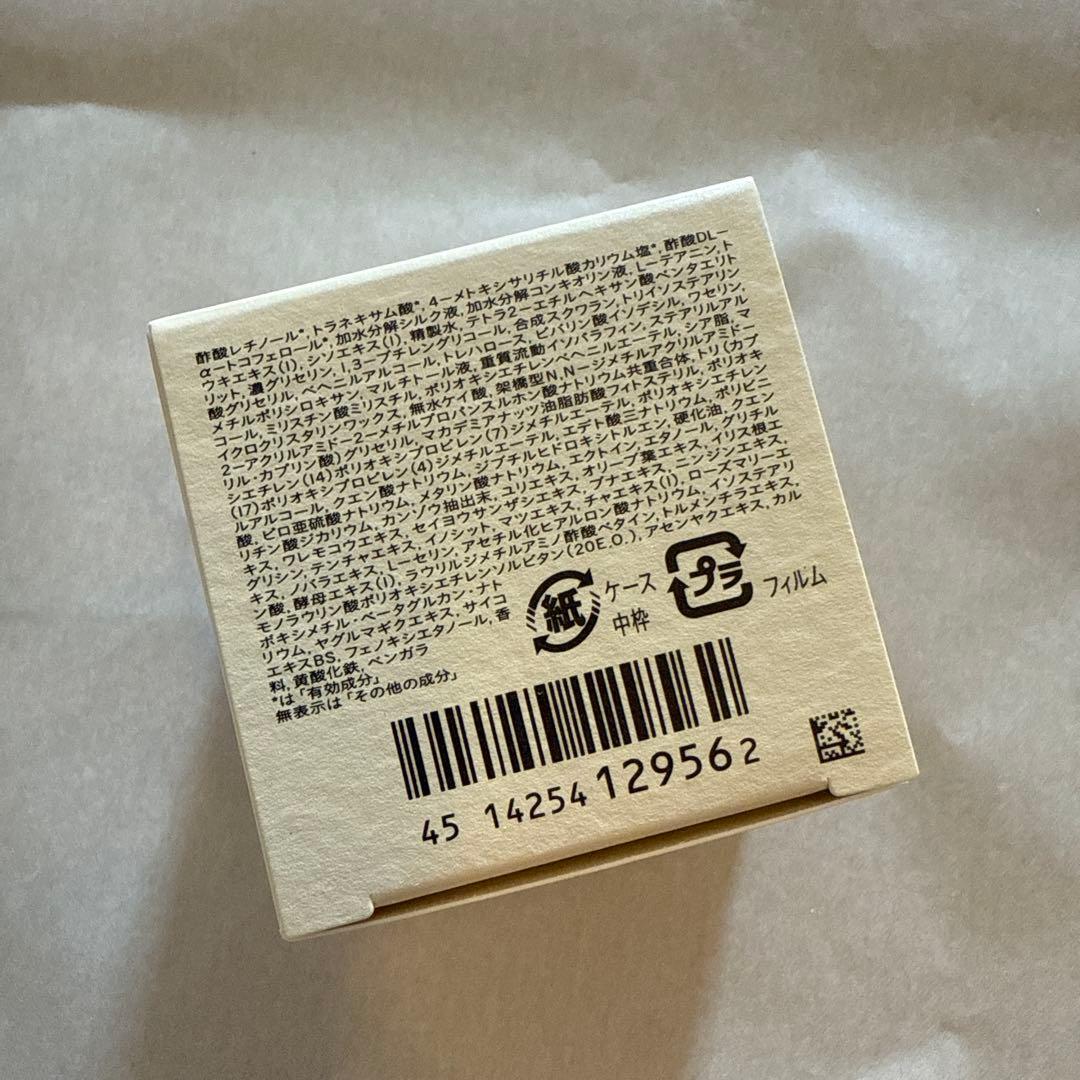 酢酸レチノール*, トラネキサム酸*, 4ーメトキシサリチル酸カリウム塩*, 酢酸DL−
αートコフェロール*, 加水分解シルク液, 加水分解コンキオリン液, Lーテアニン, ト
ウキエキス(1), シソエキス(1), 精製水, テトラ2ーエチルヘキサン酸ペンタエリト
リット, 濃グリセリン, 1,3ーブチレングリコール, 合成スクワラン, トリイソステアリン
酸グリセリル, ベヘニルアルコール, トレハロース, ピバリン酸イソデシル, ワセリン,
メチルポリシロキサン, マルチトール液, 重質流動イソパラフィン, ステアリルアル
コール, ミリスチン酸ミリスチル, ポリオキシエチレンベヘニルエーテル, シア脂, マ
イクロクリスタリンワックス, 無水ケイ酸, 架橋型N,Nージメチルアクリルアミドー
2ーアクリルアミドー2ーメチルプロパンスルホン酸ナトリウム共重合体, トリ(カプ
リル・カプリン酸)グリセリル, マカデミアナッツ油脂肪酸フィトステリル, ポリオキ
シエチレン(14)ポリオキシプロピレン(7)ジメチルエーテル, ポリオキシエチレン
(17)ポリオキシプロピレン(4)ジメチルエーテル, エデト酸三ナトリウム, ポリビニ
ルアルコール, クエン酸ナトリウム, ジブチルヒドロキシトルエン, 硬化油, クエン
酸, ピロ亜硫酸ナトリウム, メタリン酸ナトリウム, エクトイン, エタノール, グリチル
リチン酸ジカリウム, カンゾウ抽出末, ユリエキス, オリーブ葉エキス, イリス根エ
キス, ワレモコウエキス, セイヨウサンザシエキス, ブナエキス, ニンジンエキス,
グリシン, テンチャエキス, イノシット, マツエキス, チャエキス(1), ローズマリーエ
キス, ノバラエキス, Lーセリン, アセチル化ヒアルロン酸ナトリウム, イソステアリ
ン酸, 酵母エキス(1), ラウリルジメチルアミノ酢酸ベタイン, トルメンチラエキス,
モノラウリン酸ポリオキシエチレンソルビタン(20E.O.), アセンヤクエキス, カル
ボキシメチル・ベータグルカン・ナト
リウム, ヤグルマギクエキス, サイコ
エキスBS, フェノキシエタノール, 香
料, 黄酸化鉄, ベンガラ
*は「有効成分」
無表示は「その他の成分」
紙 ケース
中枠
プラ フィルム
45 14254 129562